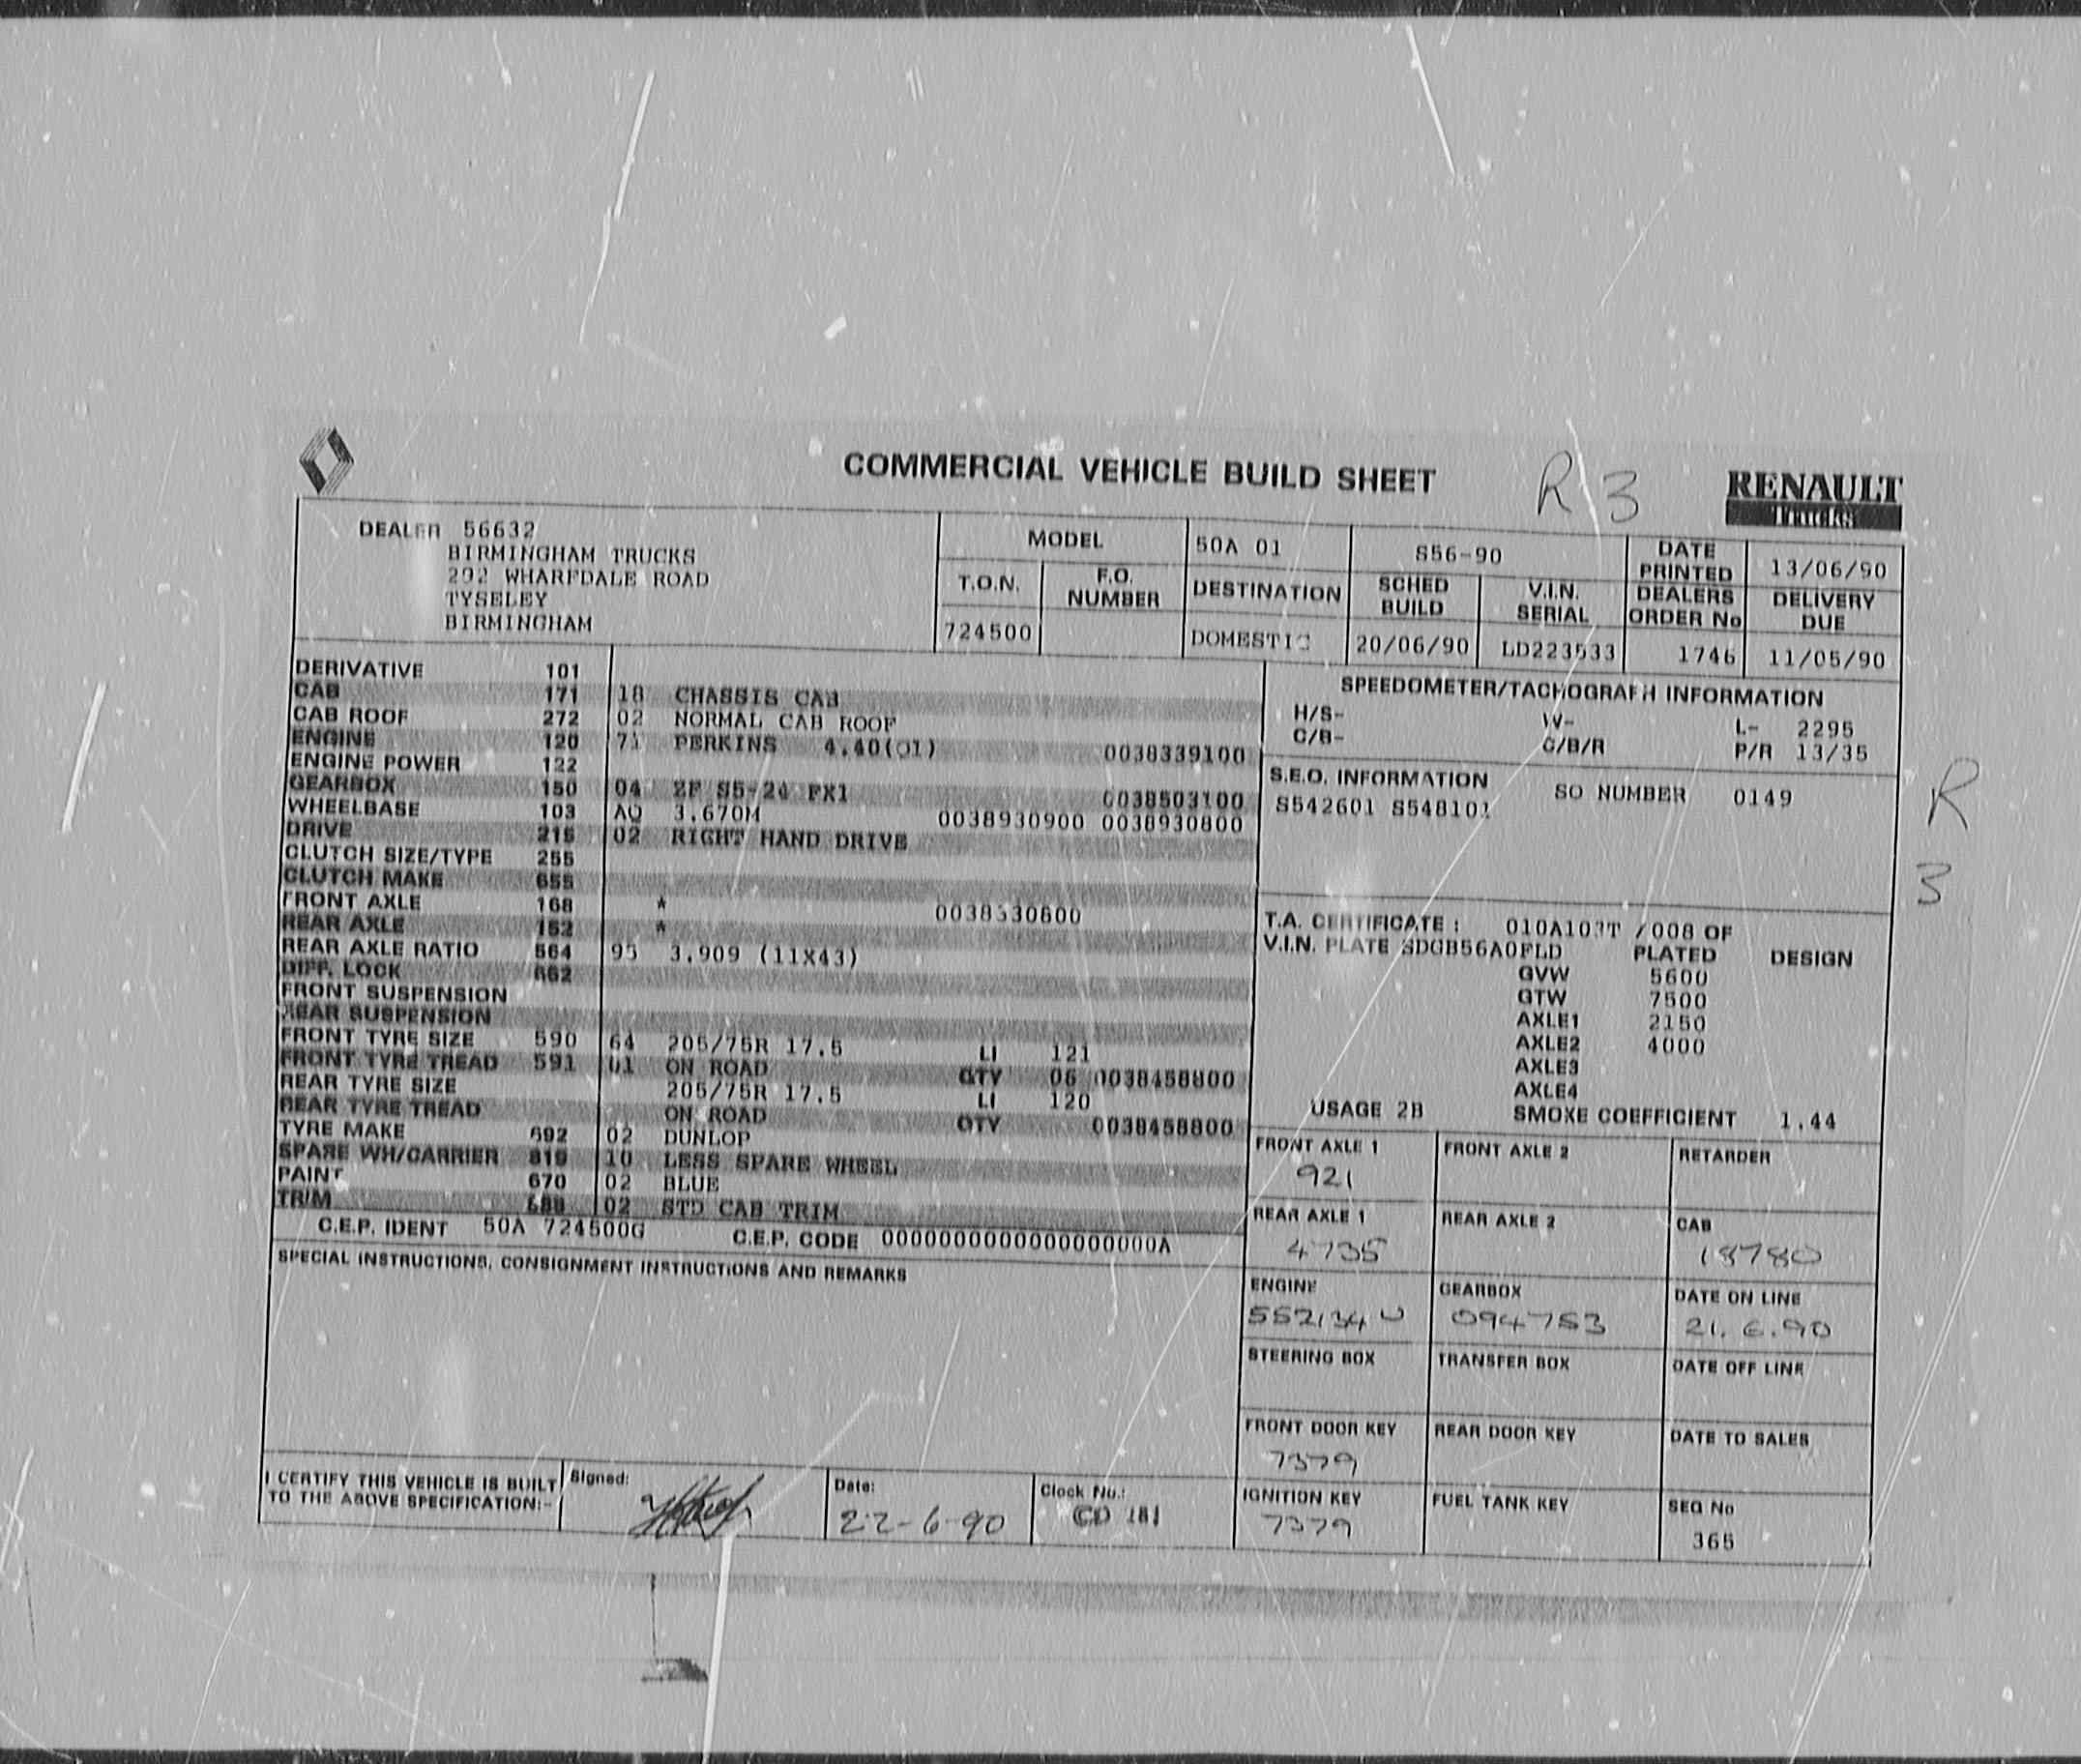 COMMERCIAL VEHICLE BUILD SHEET
R 3
RENAULT
Trucks
DEALER 56632
BIRMINGHAM TRUCKS
292 WHARFDALE ROAD
TYSELEY
BIRMINGHAM
MODEL 50A 01 S56-90 DATE PRINTED 13/06/90
T.O.N. F.O. NUMBER DESTINATION SCHED BUILD V.I.N. SERIAL DEALERS ORDER No DELIVERY DUE
724500 DOMESTIC 20/06/90 LD223533 1746 11/05/90
DERIVATIVE 101
CAB 171 18 CHASSIS CAB
CAB ROOF 272 02 NORMAL CAB ROOF
ENGINE 120 71 PERKINS 4.40(01) 0038339100
ENGINE POWER 122
GEARBOX 150 04 ZF S5-24 FX1 0038503100
WHEELBASE 103 AQ 3.670M 0038930900 0038930800
DRIVE 215 02 RIGHT HAND DRIVE
CLUTCH SIZE/TYPE 255
CLUTCH MAKE 655
FRONT AXLE 168 * 0038530600
REAR AXLE 152 *
REAR AXLE RATIO 564 95 3.909 (11X43)
DIFF. LOCK 662
FRONT SUSPENSION
REAR SUSPENSION
FRONT TYRE SIZE 590 64 205/75R 17.5 LI 121
FRONT TYRE TREAD 591 01 ON ROAD QTY 06 0038458800
REAR TYRE SIZE 205/75R 17.5 LI 120
REAR TYRE TREAD ON ROAD QTY 0038458800
TYRE MAKE 692 02 DUNLOP
SPARE WH/CARRIER 819 10 LESS SPARE WHEEL
PAINT 670 02 BLUE
TRIM 688 02 STD CAB TRIM
C.E.P. IDENT 50A 724500G C.E.P. CODE 0000000000000000000A
SPECIAL INSTRUCTIONS, CONSIGNMENT INSTRUCTIONS AND REMARKS
SPEEDOMETER/TACHOGRAPH INFORMATION
H/S- W- L- 2295
C/B- C/B/R P/R 13/35
S.E.O. INFORMATION SO NUMBER 0149
S542601 S548101
R
3
T.A. CERTIFICATE : 010A103T /008 OF
V.I.N. PLATE SDGB56A0FLD PLATED DESIGN
GVW 5600
GTW 7500
AXLE1 2150
AXLE2 4000
AXLE3
AXLE4
USAGE 2B SMOKE COEFFICIENT 1.44
FRONT AXLE 1 FRONT AXLE 2 RETARDER
921
REAR AXLE 1 REAR AXLE 2 CAB
4735 18780
ENGINE GEARBOX DATE ON LINE
552134 U 094753 21.6.90
STEERING BOX TRANSFER BOX DATE OFF LINE
FRONT DOOR KEY REAR DOOR KEY DATE TO SALES
7379
IGNITION KEY FUEL TANK KEY SEQ No
7379 365
I CERTIFY THIS VEHICLE IS BUILT
TO THE ABOVE SPECIFICATION:-
Signed:
Date: 22-6-90
Clock No.: CD 181